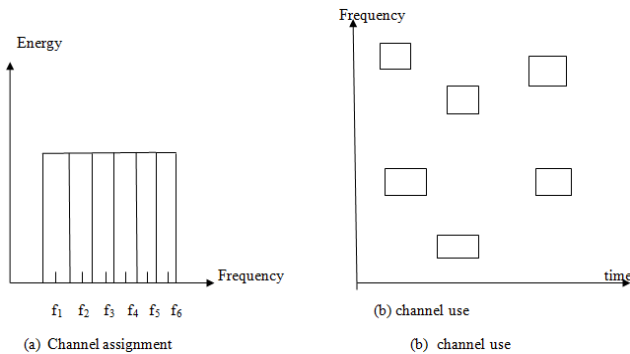 Energy
Frequency
f1 f2 f3 f4 f5 f6
(a) Channel assignment
Frequency
time
(b) channel use
(b) channel use